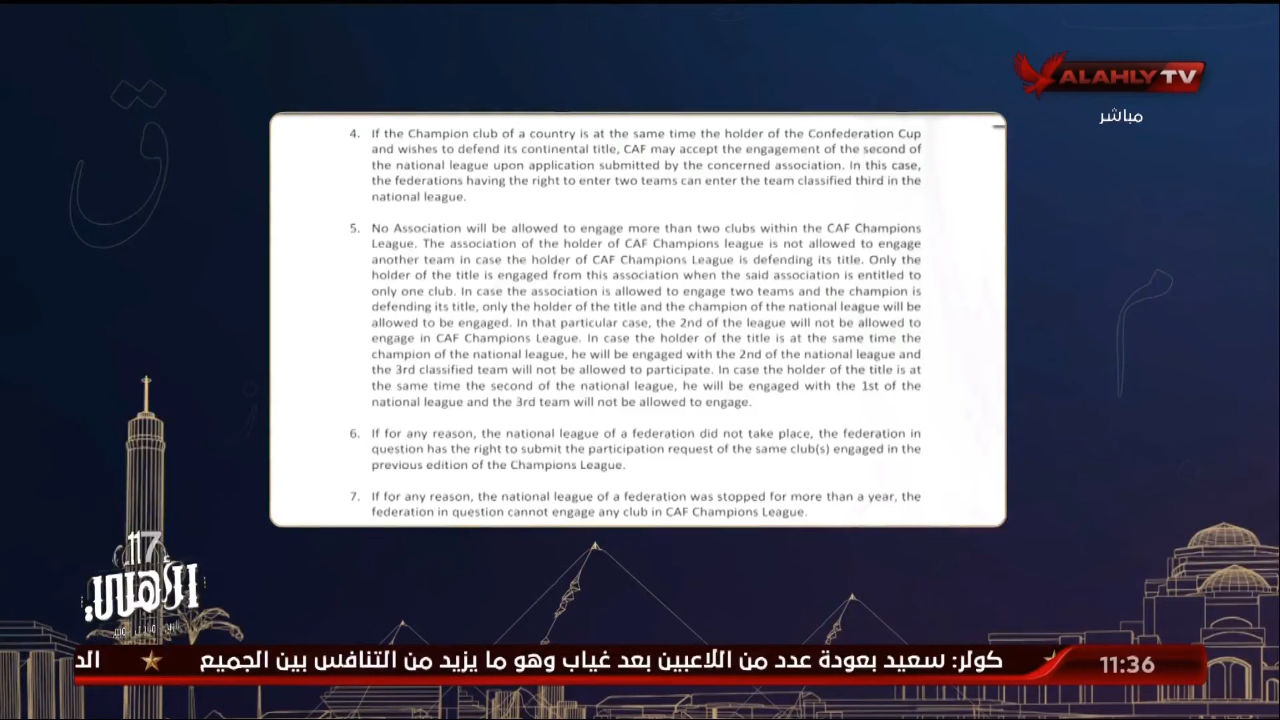 ALAHLY TV
مباشر
4. If the Champion club of a country is at the same time the holder of the Confederation Cup
and wishes to defend its continental title, CAF may accept the engagement of the second of
the national league upon application submitted by the concerned association. In this case,
the federations having the right to enter two teams can enter the team classified third in the
national league.
5. No Association will be allowed to engage more than two clubs within the CAF Champions
League. The association of the holder of CAF Champions league is not allowed to engage
another team in case the holder of CAF Champions League is defending its title. Only the
holder of the title is engaged from this association when the said association is entitled to
only one club. In case the association is allowed to engage two teams and the champion is
defending its title, only the holder of the title and the champion of the national league will be
allowed to be engaged. In that particular case, the 2nd of the league will not be allowed to
engage in CAF Champions League. In case the holder of the title is at the same time the
champion of the national league, he will be engaged with the 2nd of the national league and
the 3rd classified team will not be allowed to participate. In case the holder of the title is at
the same time the second of the national league, he will be engaged with the 1st of the
national league and the 3rd team will not be allowed to engage.
6. If for any reason, the national league of a federation did not take place, the federation in
question has the right to submit the participation request of the same club(s) engaged in the
previous edition of the Champions League.
7. If for any reason, the national league of a federation was stopped for more than a year, the
federation in question cannot engage any club in CAF Champions League.
117
الأهلي
كولر: سعيد بعودة عدد من اللاعبين بعد غياب وهو ما يزيد من التنافس بين الجميع
الد
11:36